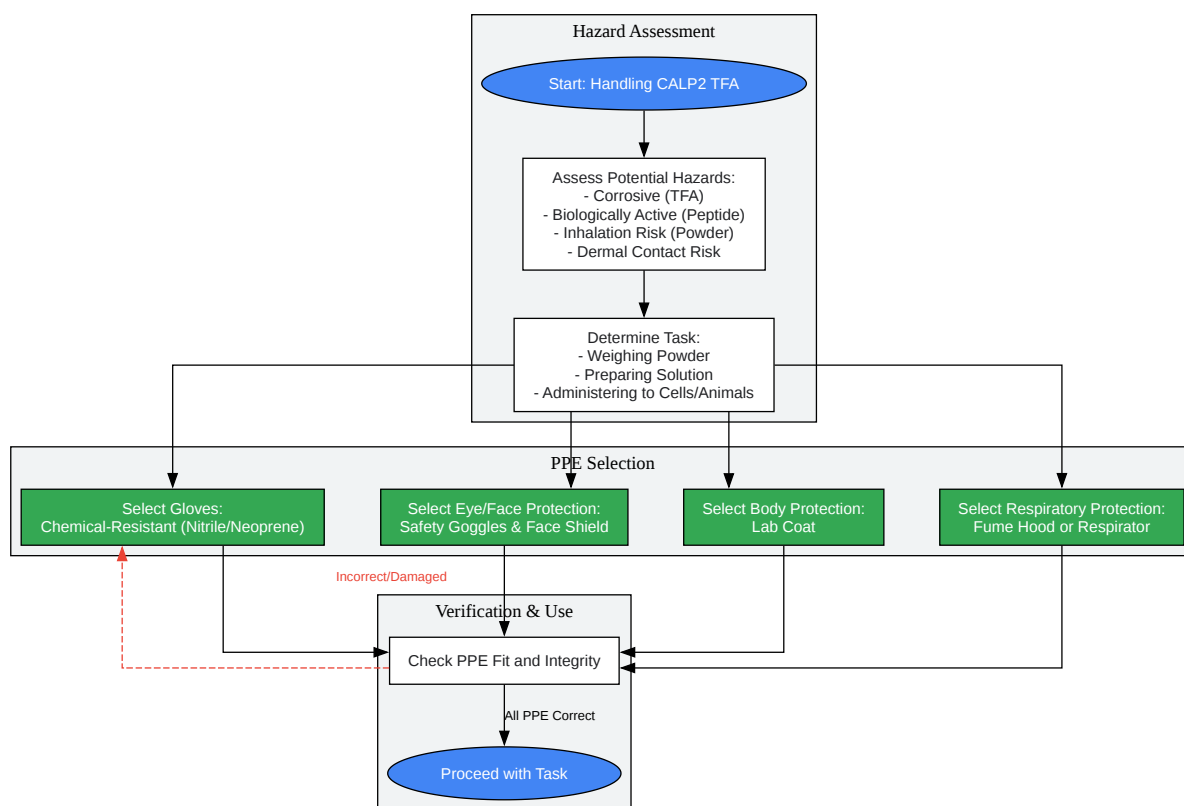 Hazard Assessment
Start: Handling CALP2 TFA
Assess Potential Hazards:
- Corrosive (TFA)
- Biologically Active (Peptide)
- Inhalation Risk (Powder)
- Dermal Contact Risk
Determine Task:
- Weighing Powder
- Preparing Solution
- Administering to Cells/Animals
PPE Selection
Select Gloves:
Chemical-Resistant (Nitrile/Neoprene)
Select Eye/Face Protection:
Safety Goggles & Face Shield
Select Body Protection:
Lab Coat
Select Respiratory Protection:
Fume Hood or Respirator
Incorrect/Damaged
Verification & Use
Check PPE Fit and Integrity
All PPE Correct
Proceed with Task